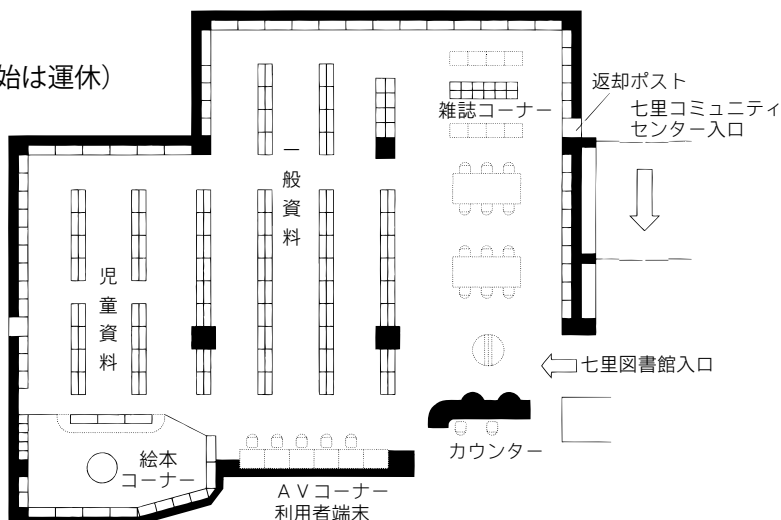 始は運休）
返却ポスト
七里コミュニティ
センター入口
雑誌コーナー
一般資料
児童資料
七里図書館入口
カウンター
絵本
コーナー
ＡＶコーナー
利用者端末